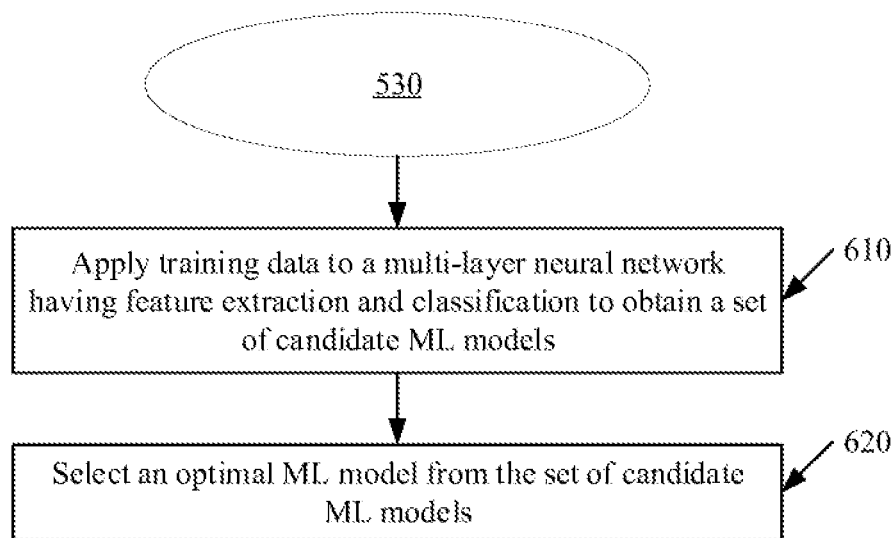 530
Apply training data to a multi-layer neural network
having feature extraction and classification to obtain a set
of candidate ML models
610
Select an optimal ML model from the set of candidate
ML models
620